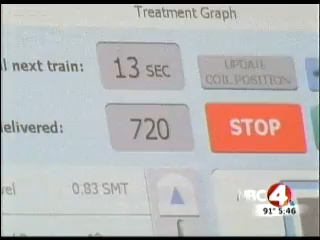 Treatment Graph
l next train: 13 SEC
UPDATE
COIL POSITION
delivered: 720
STOP
vel 0.83 SMT
NBC 4
91° 5:46